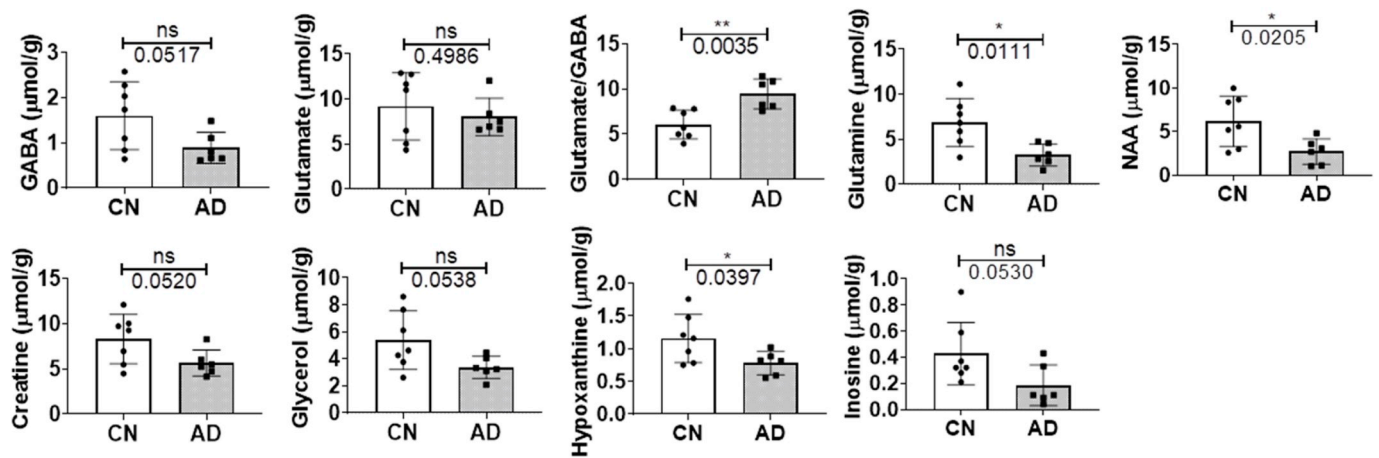 ns
0.0517
GABA (μmol/g)
3
2
1
0
CN AD
ns
0.4986
Glutamate (μmol/g)
15
10
5
0
CN AD
**
0.0035
Glutamate/GABA
15
10
5
0
CN AD
*
0.0111
Glutamine (μmol/g)
15
10
5
0
CN AD
*
0.0205
NAA (μmol/g)
15
10
5
0
CN AD
ns
0.0520
Creatine (μmol/g)
15
10
5
0
CN AD
ns
0.0538
Glycerol (μmol/g)
10
8
6
4
2
0
CN AD
*
0.0397
Hypoxanthine (μmol/g)
2.0
1.5
1.0
0.5
0.0
CN AD
ns
0.0530
Inosine (μmol/g)
1.0
0.8
0.6
0.4
0.2
0.0
CN AD